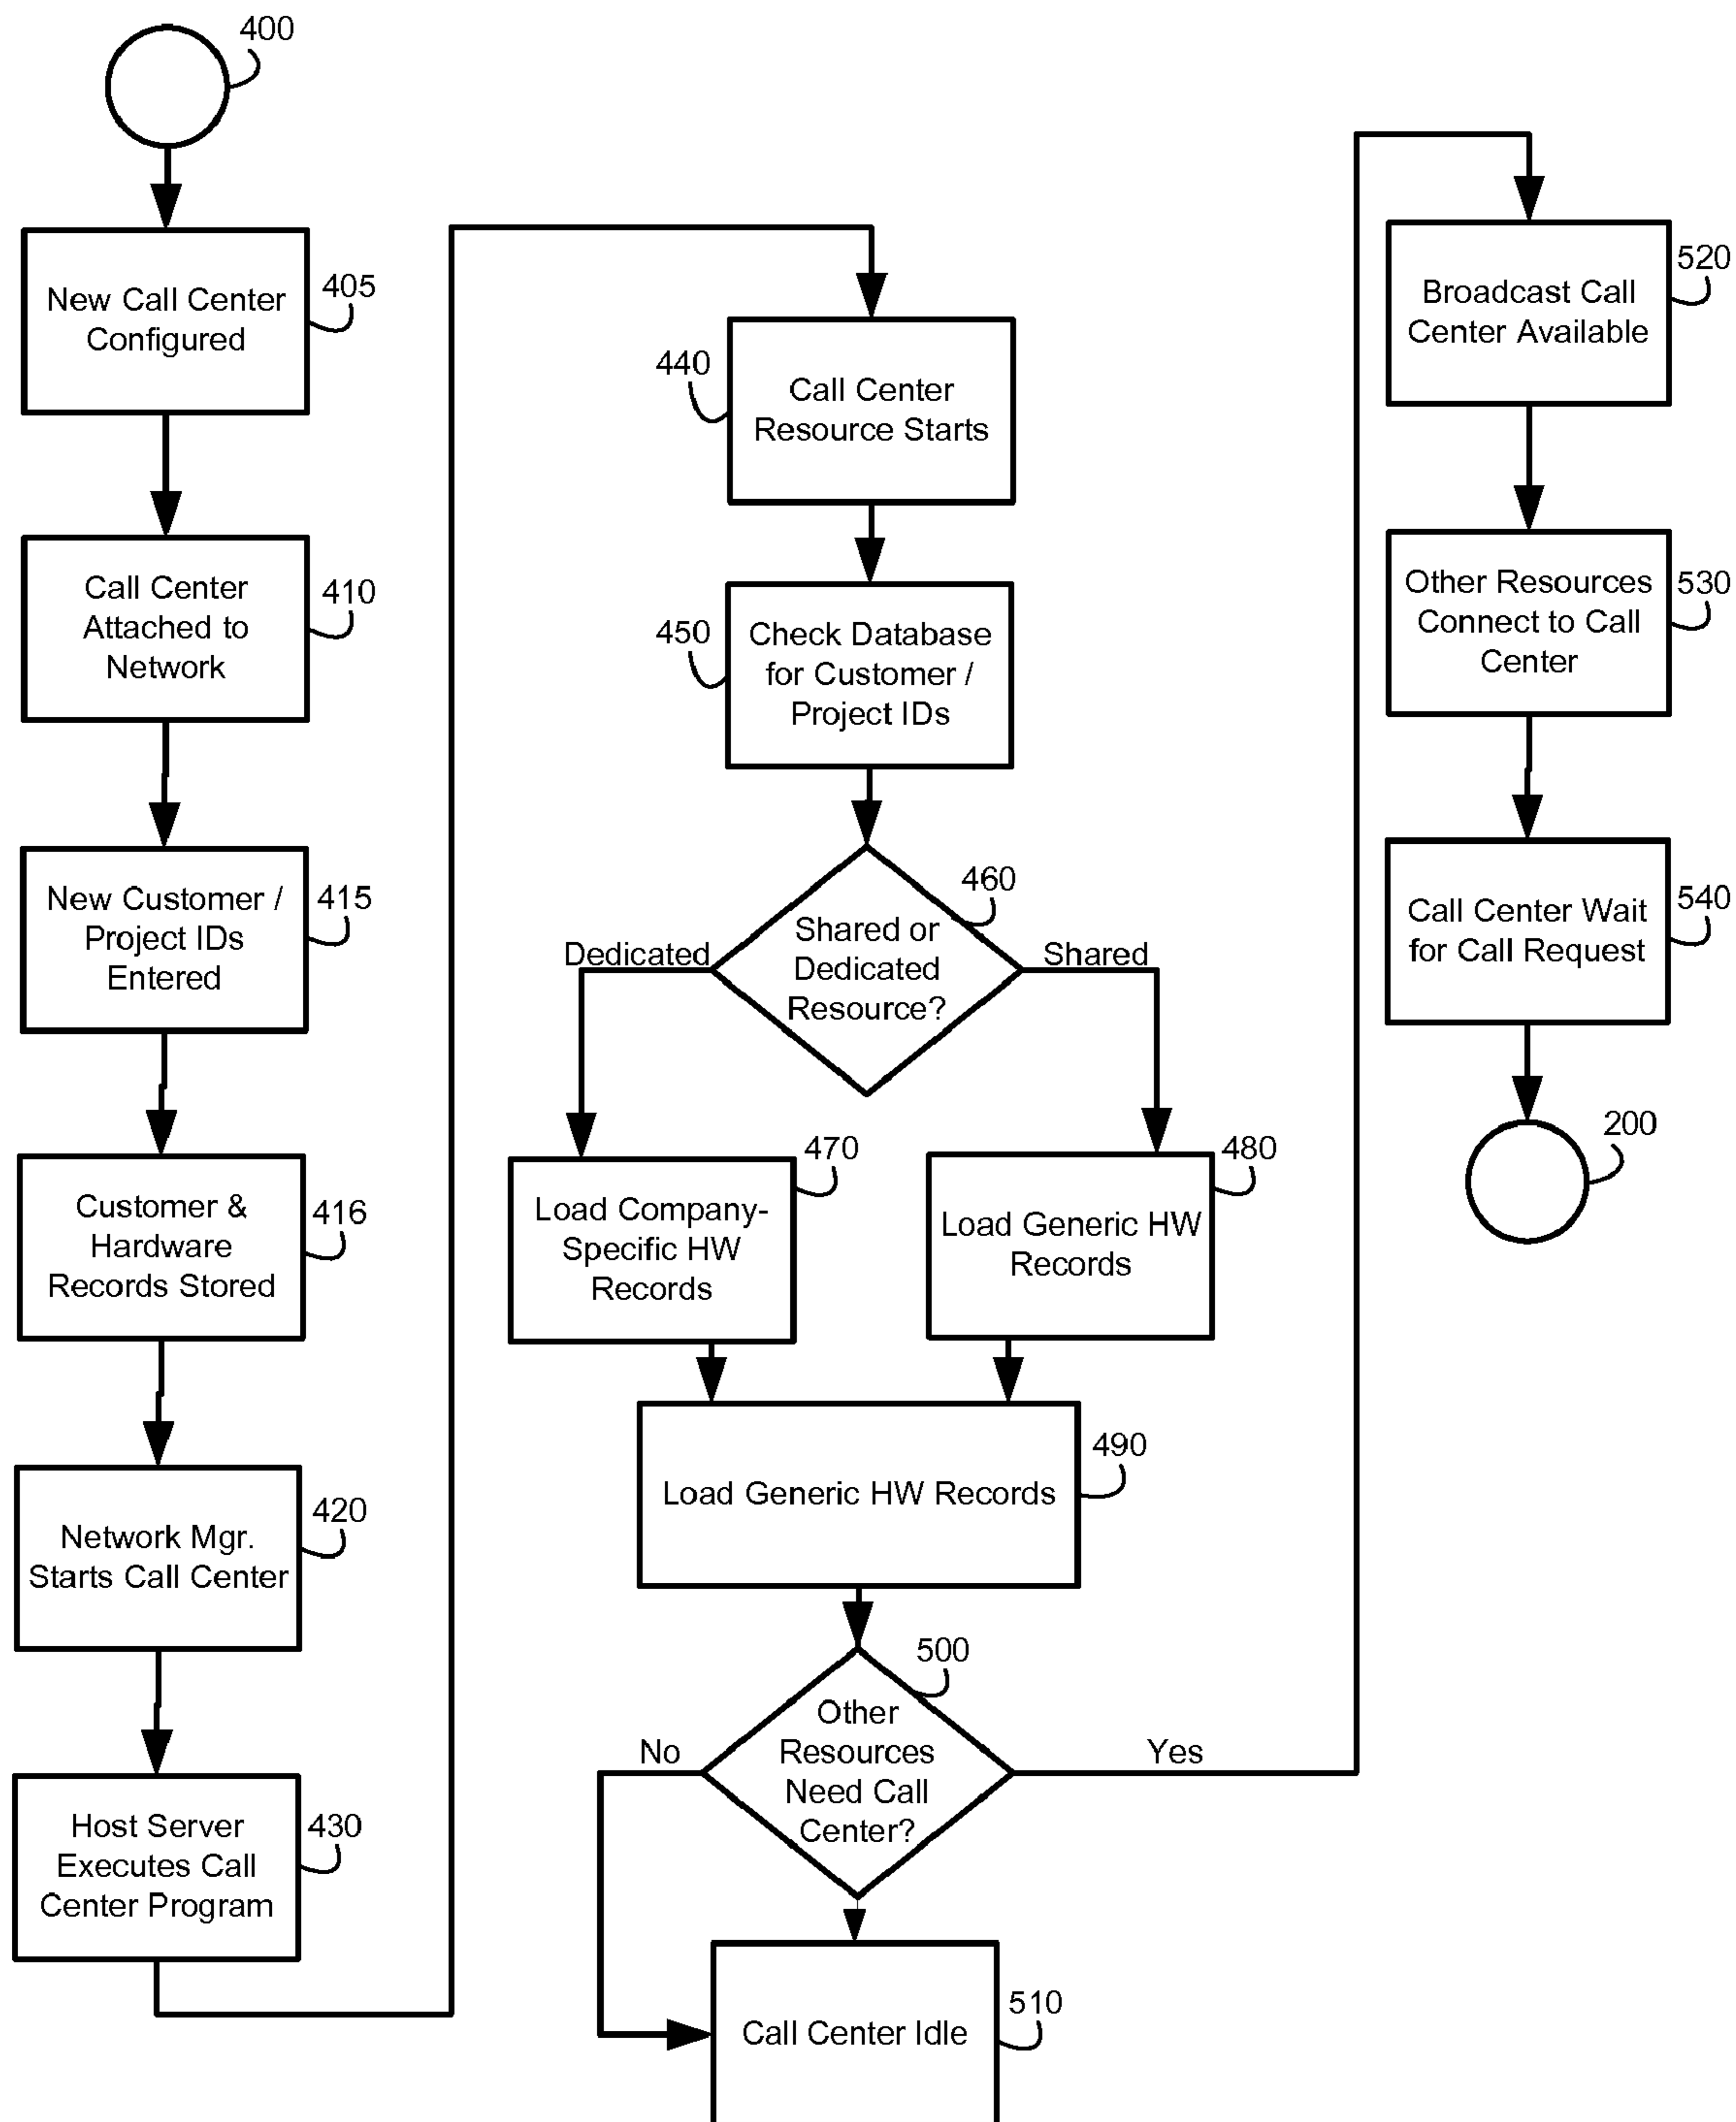 400
New Call Center
Configured
405
Call Center
Attached to
Network
410
New Customer /
Project IDs
Entered
415
Customer &
Hardware
Records Stored
416
Network Mgr.
Starts Call Center
420
Host Server
Executes Call
Center Program
430
440
Call Center
Resource Starts
450
Check Database
for Customer /
Project IDs
460
Shared or
Dedicated
Resource?
Dedicated
Shared
470
Load Company-
Specific HW
Records
480
Load Generic HW
Records
490
Load Generic HW Records
500
Other
Resources
Need Call
Center?
No
Yes
510
Call Center Idle
520
Broadcast Call
Center Available
530
Other Resources
Connect to Call
Center
540
Call Center Wait
for Call Request
200